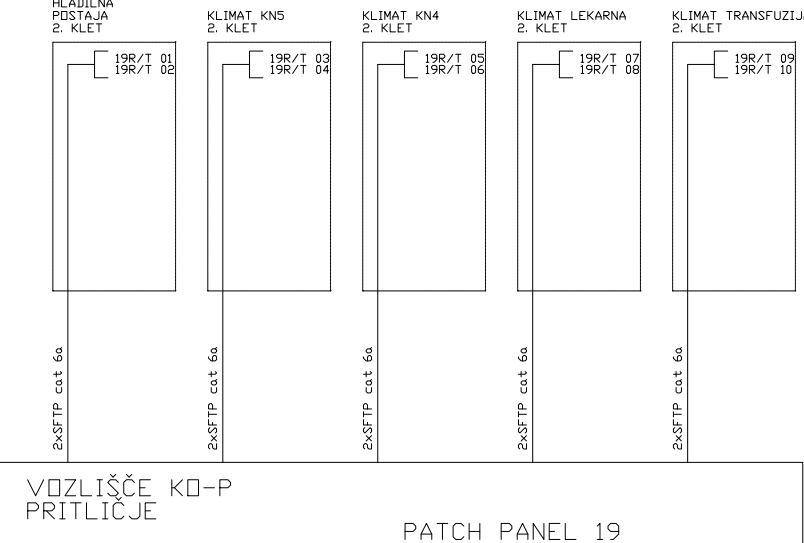 HLADILNA
POSTAJA
2. KLET
19R/T 01
19R/T 02
KLIMAT KN5
2. KLET
19R/T 03
19R/T 04
KLIMAT KN4
2. KLET
19R/T 05
19R/T 06
KLIMAT LEKARNA
2. KLET
19R/T 07
19R/T 08
KLIMAT TRANSFUZIJ
2. KLET
19R/T 09
19R/T 10
2xSFTP cat 6a
2xSFTP cat 6a
2xSFTP cat 6a
2xSFTP cat 6a
2xSFTP cat 6a
VOZLIŠČE KO-P
PRITLIČJE
PATCH PANEL 19